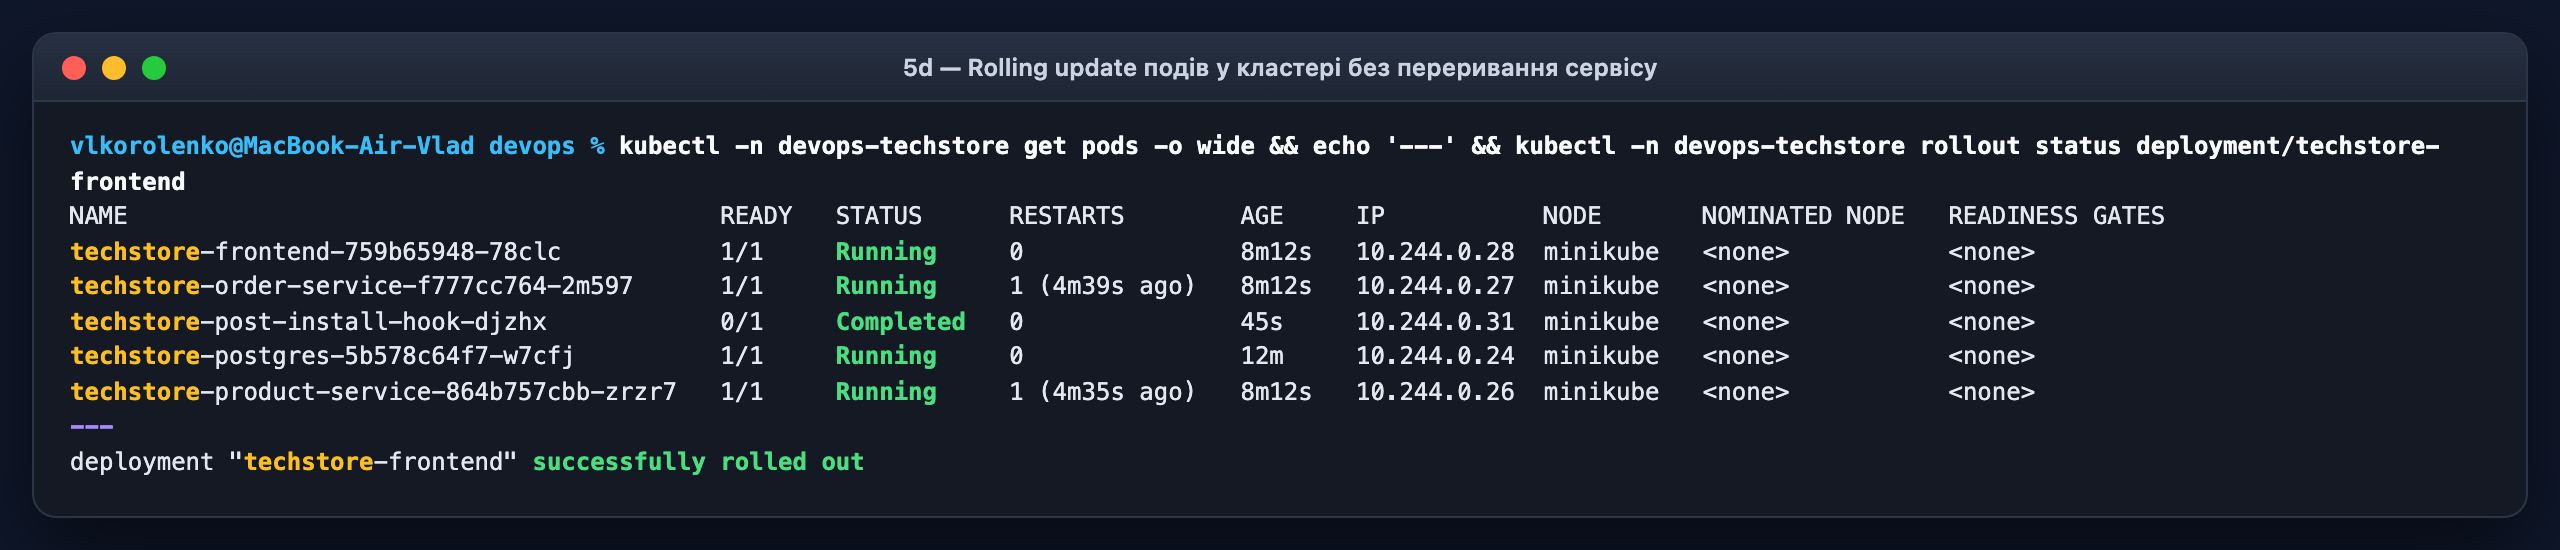 5d — Rolling update подів у кластері без переривання сервісу
vlkorolenko@MacBook-Air-Vlad devops % kubectl -n devops-techstore get pods -o wide && echo '---' && kubectl -n devops-techstore rollout status deployment/techstore-
frontend
NAME READY STATUS RESTARTS AGE IP NODE NOMINATED NODE READINESS GATES
techstore-frontend-759b65948-78clc 1/1 Running 0 8m12s 10.244.0.28 minikube <none> <none>
techstore-order-service-f777cc764-2m597 1/1 Running 1 (4m39s ago) 8m12s 10.244.0.27 minikube <none> <none>
techstore-post-install-hook-djzhx 0/1 Completed 0 45s 10.244.0.31 minikube <none> <none>
techstore-postgres-5b578c64f7-w7cfj 1/1 Running 0 12m 10.244.0.24 minikube <none> <none>
techstore-product-service-864b757cbb-zrzr7 1/1 Running 1 (4m35s ago) 8m12s 10.244.0.26 minikube <none> <none>
---
deployment "techstore-frontend" successfully rolled out